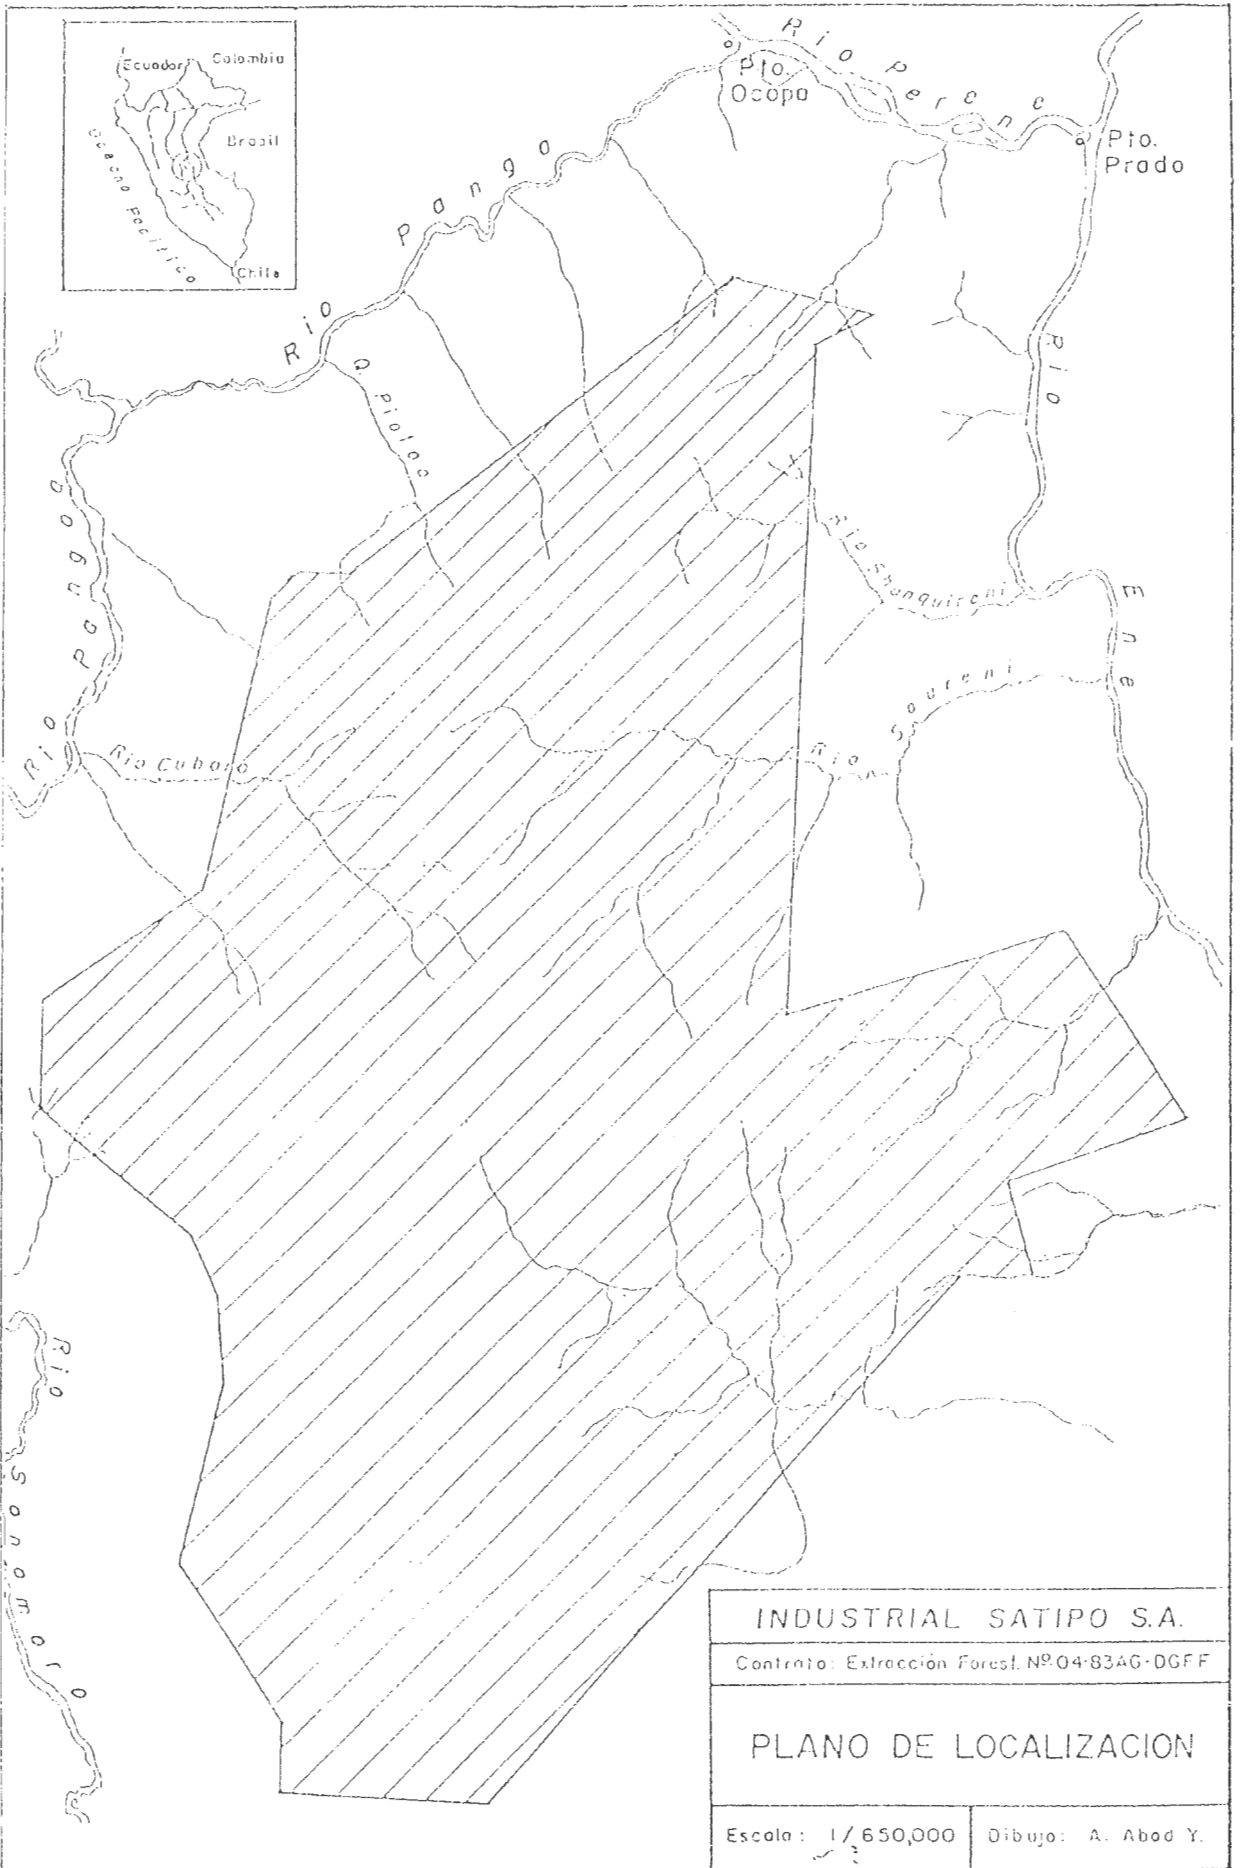 Ecuador Colombia
Brasil
Oceano Pacifico
Chile
Rio Perene
Pto.
Ocopa
Pto.
Prado
Rio Pango
Q. Piotoa
Rio Pangoa
Rio Cubaro
Rio Shanquireni
Rio Ene
Rio Saureni
Rio Sonomoro
INDUSTRIAL SATIPO S.A.
Contrato: Extracción Forest. Nº 04-83AG-DGFF
PLANO DE LOCALIZACION
Escala: 1/650,000
Dibujo: A. Abad Y.